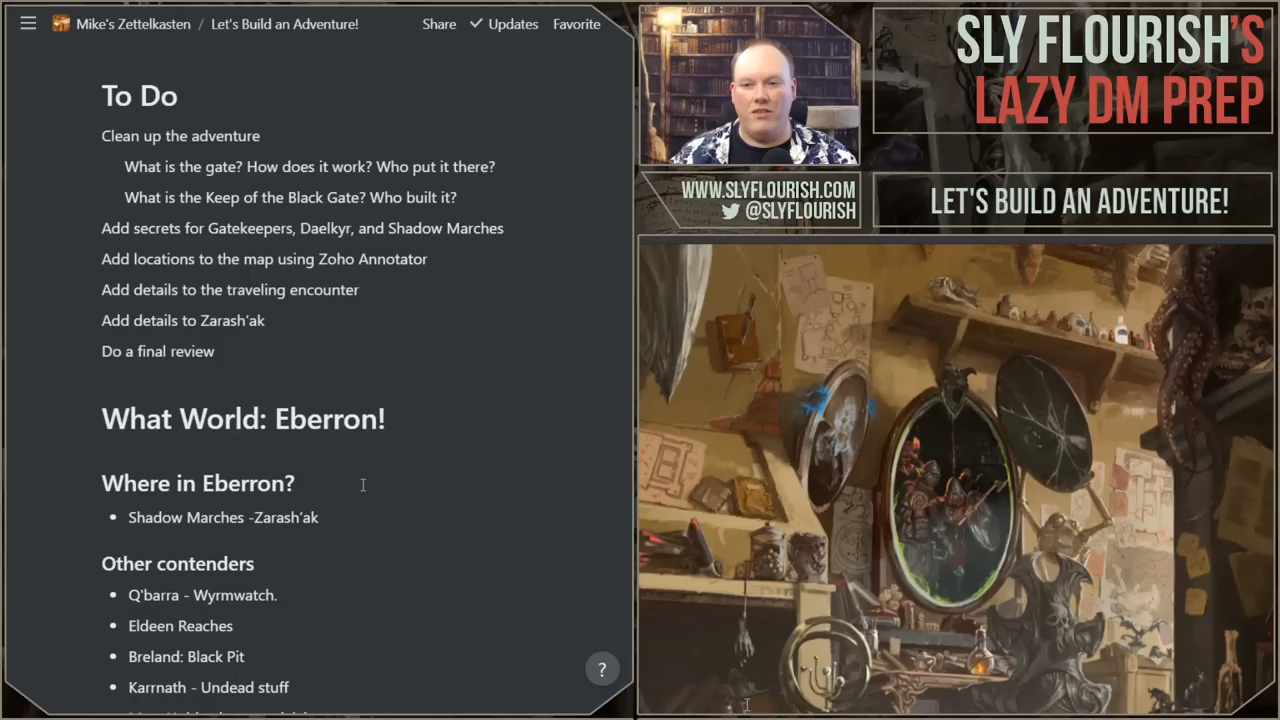 Mike's Zettelkasten / Let's Build an Adventure!
Share
Updates
Favorite
To Do
Clean up the adventure
What is the gate? How does it work? Who put it there?
What is the Keep of the Black Gate? Who built it?
Add secrets for Gatekeepers, Daelkyr, and Shadow Marches
Add locations to the map using Zoho Annotator
Add details to the traveling encounter
Add details to Zarash'ak
Do a final review
What World: Eberron!
Where in Eberron?
Shadow Marches -Zarash'ak
Other contenders
Q'barra - Wyrmwatch.
Eldeen Reaches
Breland: Black Pit
Karrnath - Undead stuff
?
SLY FLOURISH'S
LAZY DM PREP
WWW.SLYFLOURISH.COM
@SLYFLOURISH
LET'S BUILD AN ADVENTURE!